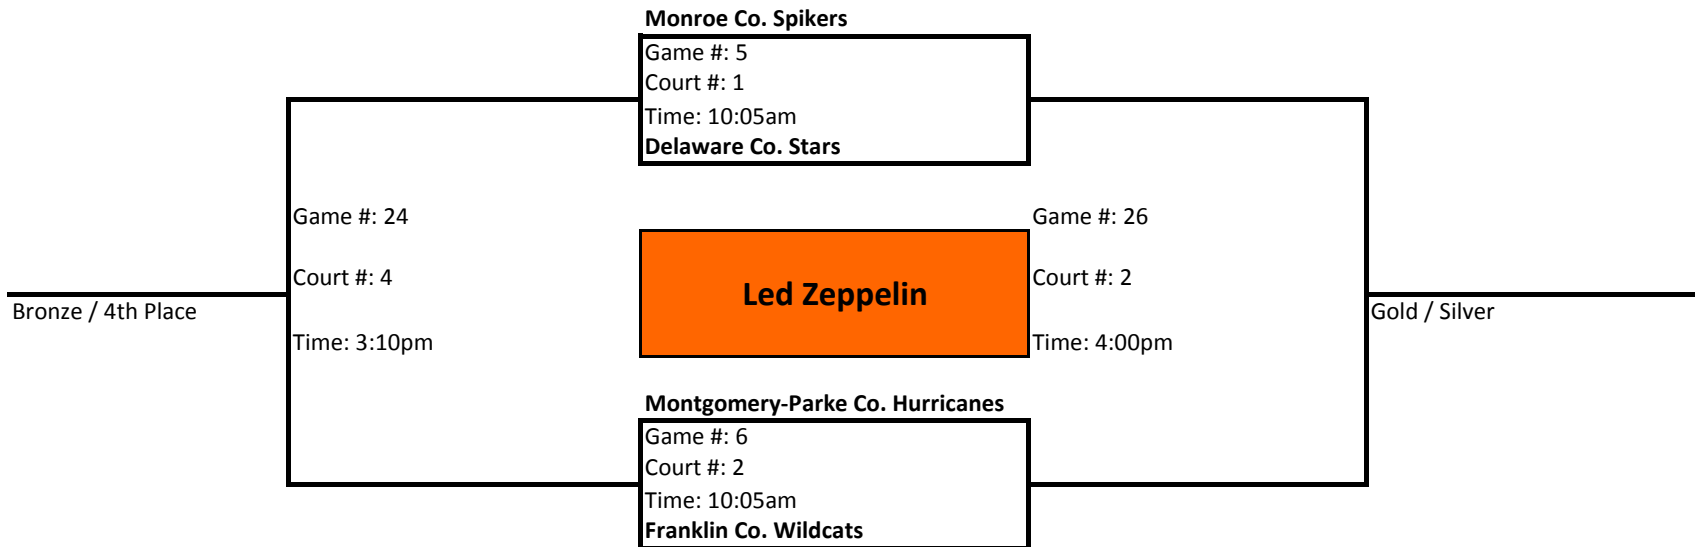 Monroe Co. Spikers
Game #: 5
Court #: 1
Time: 10:05am
Delaware Co. Stars
Game #: 24
Court #: 4
Time: 3:10pm
Bronze / 4th Place
Led Zeppelin
Game #: 26
Court #: 2
Time: 4:00pm
Gold / Silver
Montgomery-Parke Co. Hurricanes
Game #: 6
Court #: 2
Time: 10:05am
Franklin Co. Wildcats